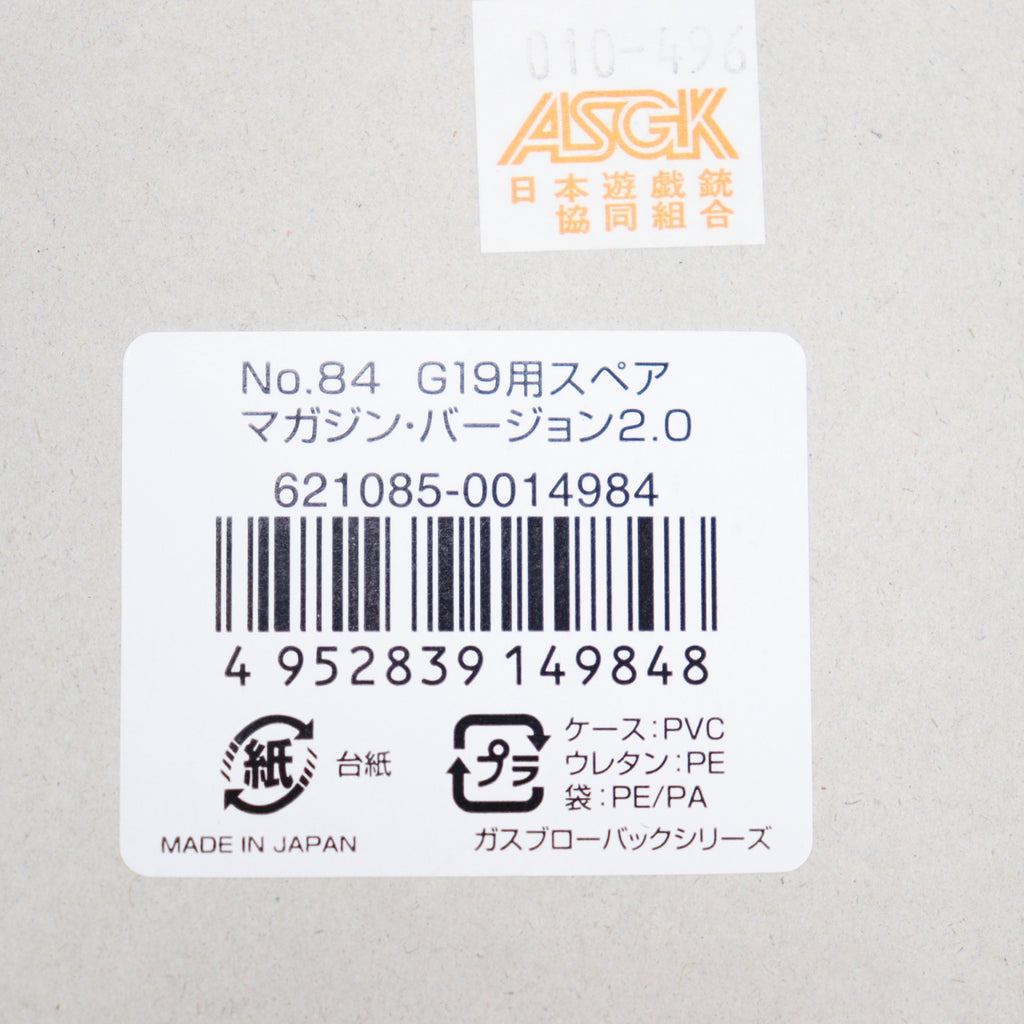 010-496
ASGK
日本遊戯銃
協同組合
No.84 G19用スペア
マガジン・バージョン2.0
621085-0014984
4 952839 149848
紙
台紙
プラ
ケース:PVC
ウレタン:PE
袋:PE/PA
MADE IN JAPAN
ガスブローバックシリーズ